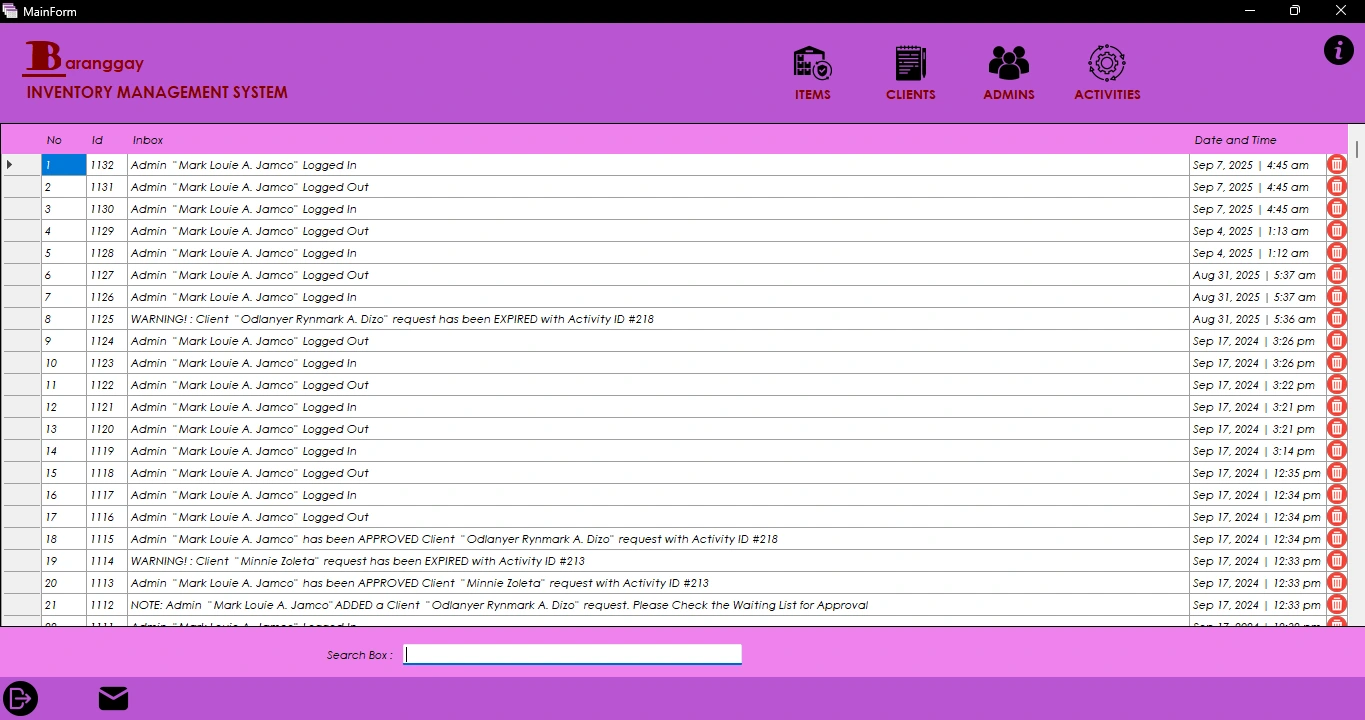 MainForm
Baranggay
INVENTORY MANAGEMENT SYSTEM
ITEMS CLIENTS ADMINS ACTIVITIES
No Id Inbox Date and Time
1 1132 Admin "Mark Louie A. Jamco" Logged In Sep 7, 2025 | 4:45 am
2 1131 Admin "Mark Louie A. Jamco" Logged Out Sep 7, 2025 | 4:45 am
3 1130 Admin "Mark Louie A. Jamco" Logged In Sep 7, 2025 | 4:45 am
4 1129 Admin "Mark Louie A. Jamco" Logged Out Sep 4, 2025 | 1:13 am
5 1128 Admin "Mark Louie A. Jamco" Logged In Sep 4, 2025 | 1:12 am
6 1127 Admin "Mark Louie A. Jamco" Logged Out Aug 31, 2025 | 5:37 am
7 1126 Admin "Mark Louie A. Jamco" Logged In Aug 31, 2025 | 5:37 am
8 1125 WARNING! : Client "Odlanyer Rynmark A. Dizo" request has been EXPIRED with Activity ID #218 Aug 31, 2025 | 5:36 am
9 1124 Admin "Mark Louie A. Jamco" Logged Out Sep 17, 2024 | 3:26 pm
10 1123 Admin "Mark Louie A. Jamco" Logged In Sep 17, 2024 | 3:26 pm
11 1122 Admin "Mark Louie A. Jamco" Logged Out Sep 17, 2024 | 3:22 pm
12 1121 Admin "Mark Louie A. Jamco" Logged In Sep 17, 2024 | 3:21 pm
13 1120 Admin "Mark Louie A. Jamco" Logged Out Sep 17, 2024 | 3:21 pm
14 1119 Admin "Mark Louie A. Jamco" Logged In Sep 17, 2024 | 3:14 pm
15 1118 Admin "Mark Louie A. Jamco" Logged Out Sep 17, 2024 | 12:35 pm
16 1117 Admin "Mark Louie A. Jamco" Logged In Sep 17, 2024 | 12:34 pm
17 1116 Admin "Mark Louie A. Jamco" Logged Out Sep 17, 2024 | 12:34 pm
18 1115 Admin "Mark Louie A. Jamco" has been APPROVED Client "Odlanyer Rynmark A. Dizo" request with Activity ID #218 Sep 17, 2024 | 12:34 pm
19 1114 WARNING! : Client "Minnie Zoleta" request has been EXPIRED with Activity ID #213 Sep 17, 2024 | 12:33 pm
20 1113 Admin "Mark Louie A. Jamco" has been APPROVED Client "Minnie Zoleta" request with Activity ID #213 Sep 17, 2024 | 12:33 pm
21 1112 NOTE: Admin "Mark Louie A. Jamco" ADDED a Client "Odlanyer Rynmark A. Dizo" request. Please Check the Waiting List for Approval Sep 17, 2024 | 12:33 pm
Search Box :